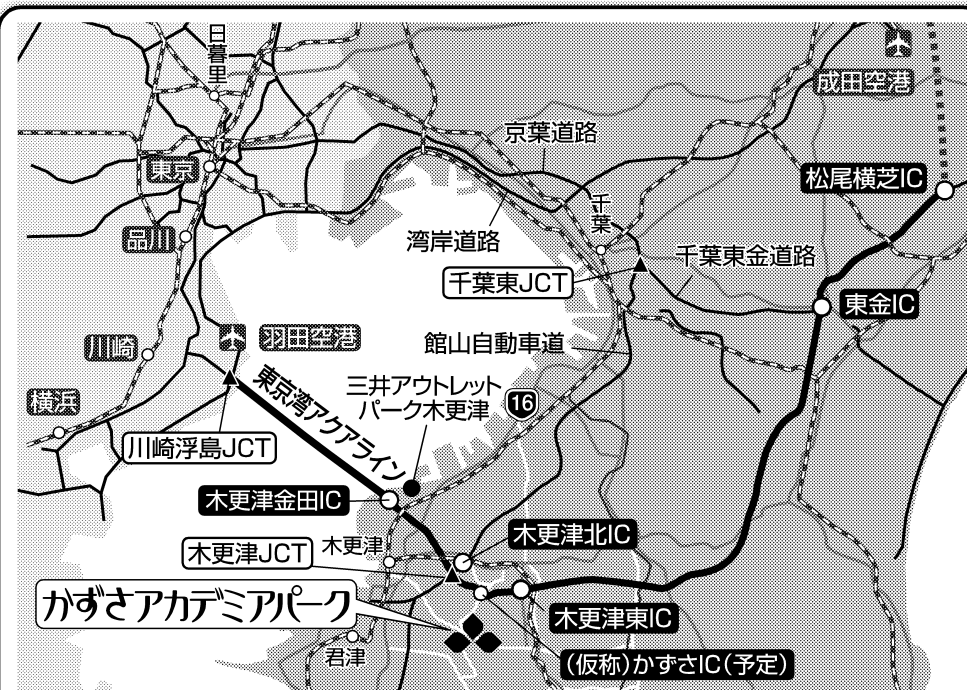 日暮里
成田空港
京葉道路
東京
松尾横芝IC
千葉
品川
湾岸道路
千葉東金道路
千葉東JCT
東金IC
羽田空港
川崎
館山自動車道
東京湾アクアライン
三井アウトレット
パーク木更津
16
横浜
川崎浮島JCT
木更津金田IC
木更津北IC
木更津JCT
木更津
かずさアカデミアパーク
木更津東IC
君津
(仮称)かずさIC(予定)